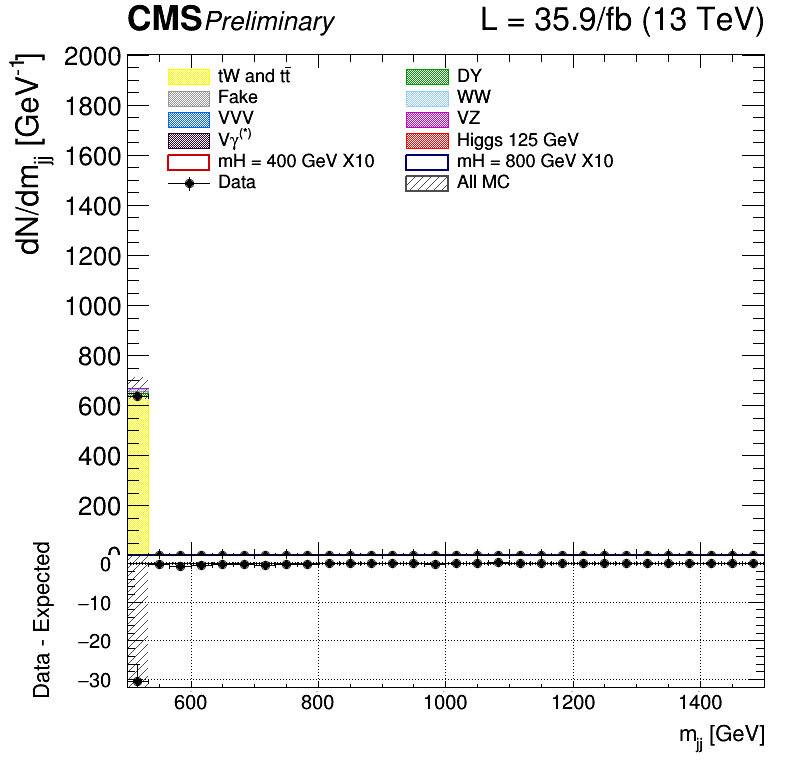 CMS Preliminary L = 35.9/fb (13 TeV)
dN/dm_jj [GeV^-1]
2000
1800
1600
1400
1200
1000
800
600
400
200
0
tW and tt̄ DY
Fake WW
VVV VZ
Vγ^(*) Higgs 125 GeV
mH = 400 GeV X10 mH = 800 GeV X10
Data All MC
Data - Expected
0
−10
−20
−30
600 800 1000 1200 1400
m_jj [GeV]